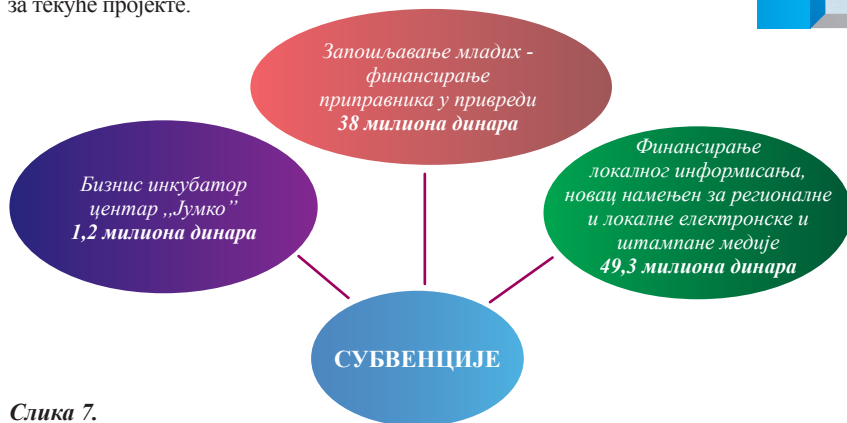 за текуће пројекте.
Запошљавање младих -
финансирање
приправника у привреди
38 милиона динара
Бизнис инкубатор
центар ,,Јумко”
1,2 милиона динара
Финансирање
локалног информисања,
новац намењен за регионалне
и локалне електронске и
штампане медије
49,3 милиона динара
СУБВЕНЦИЈЕ
Слика 7.